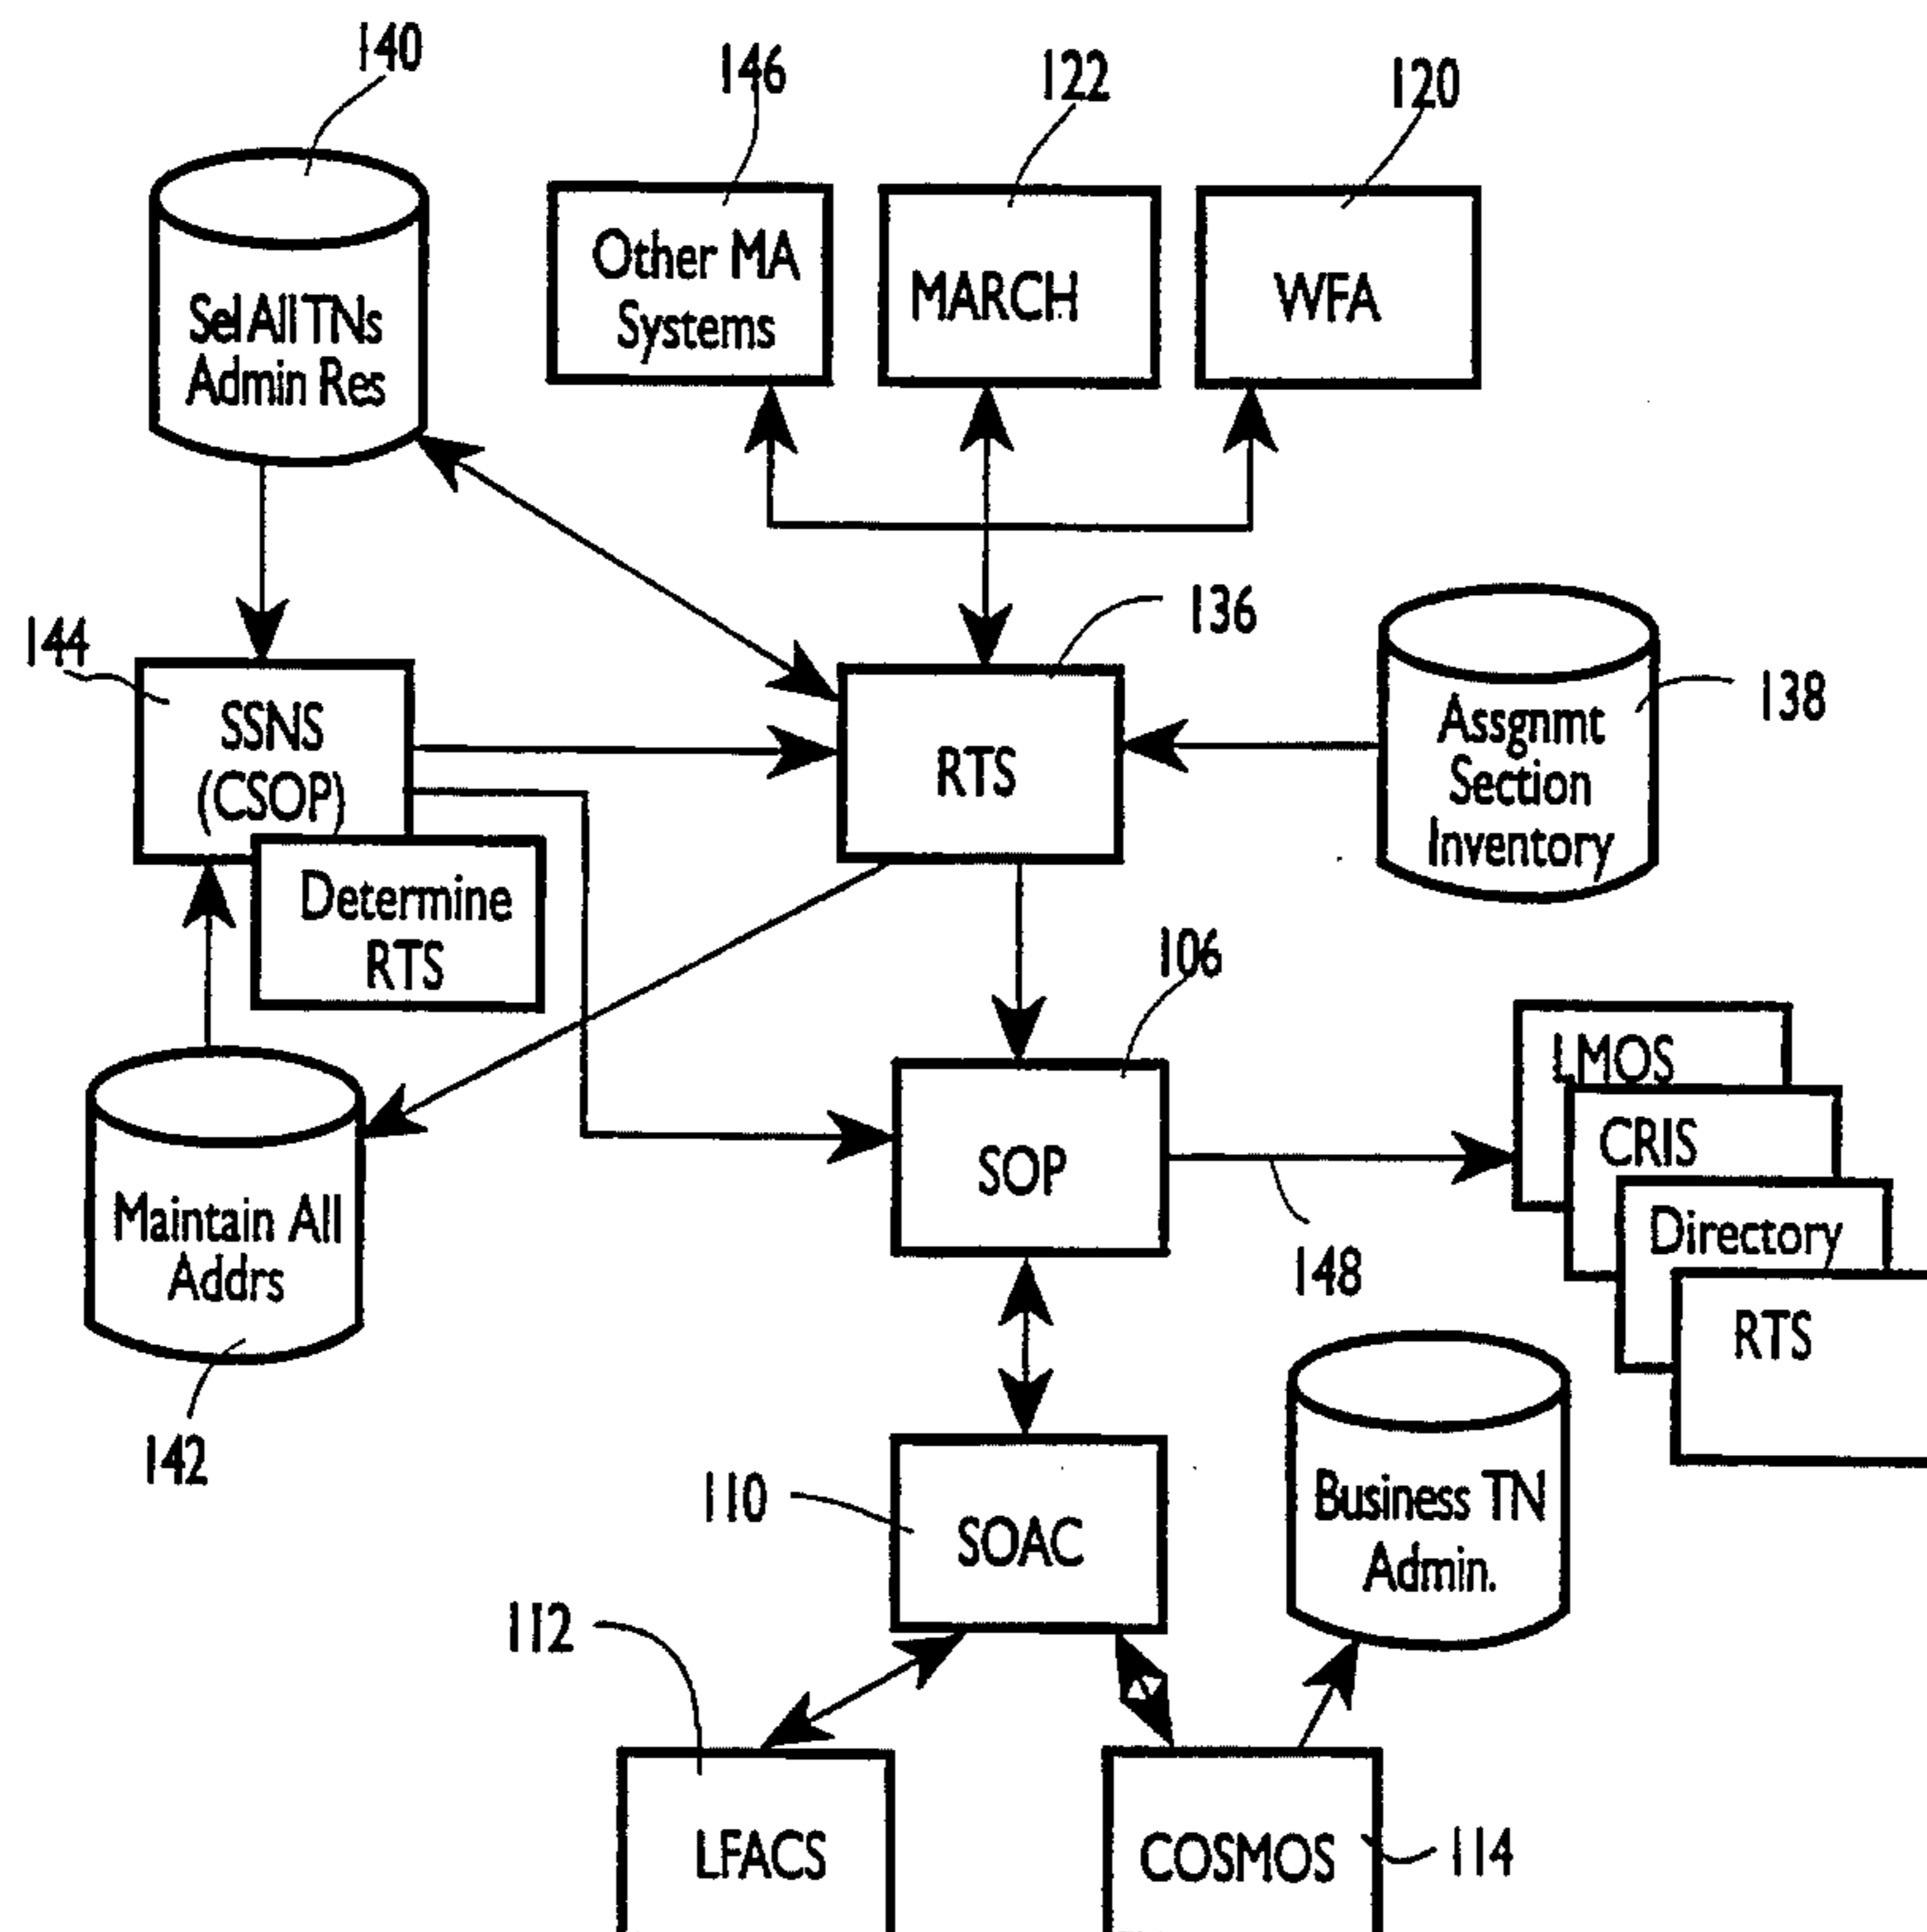 140
146
122
120
Sel All TNs
Admin Res
Other MA
Systems
MARCH
WFA
144
SSNS
(CSOP)
Determine
RTS
136
RTS
138
Assgnmt
Section
Inventory
106
SOP
148
LMOS
CRIS
Directory
RTS
Maintain All
Addrs
142
110
SOAC
Business TN
Admin.
112
LFACS
COSMOS
114